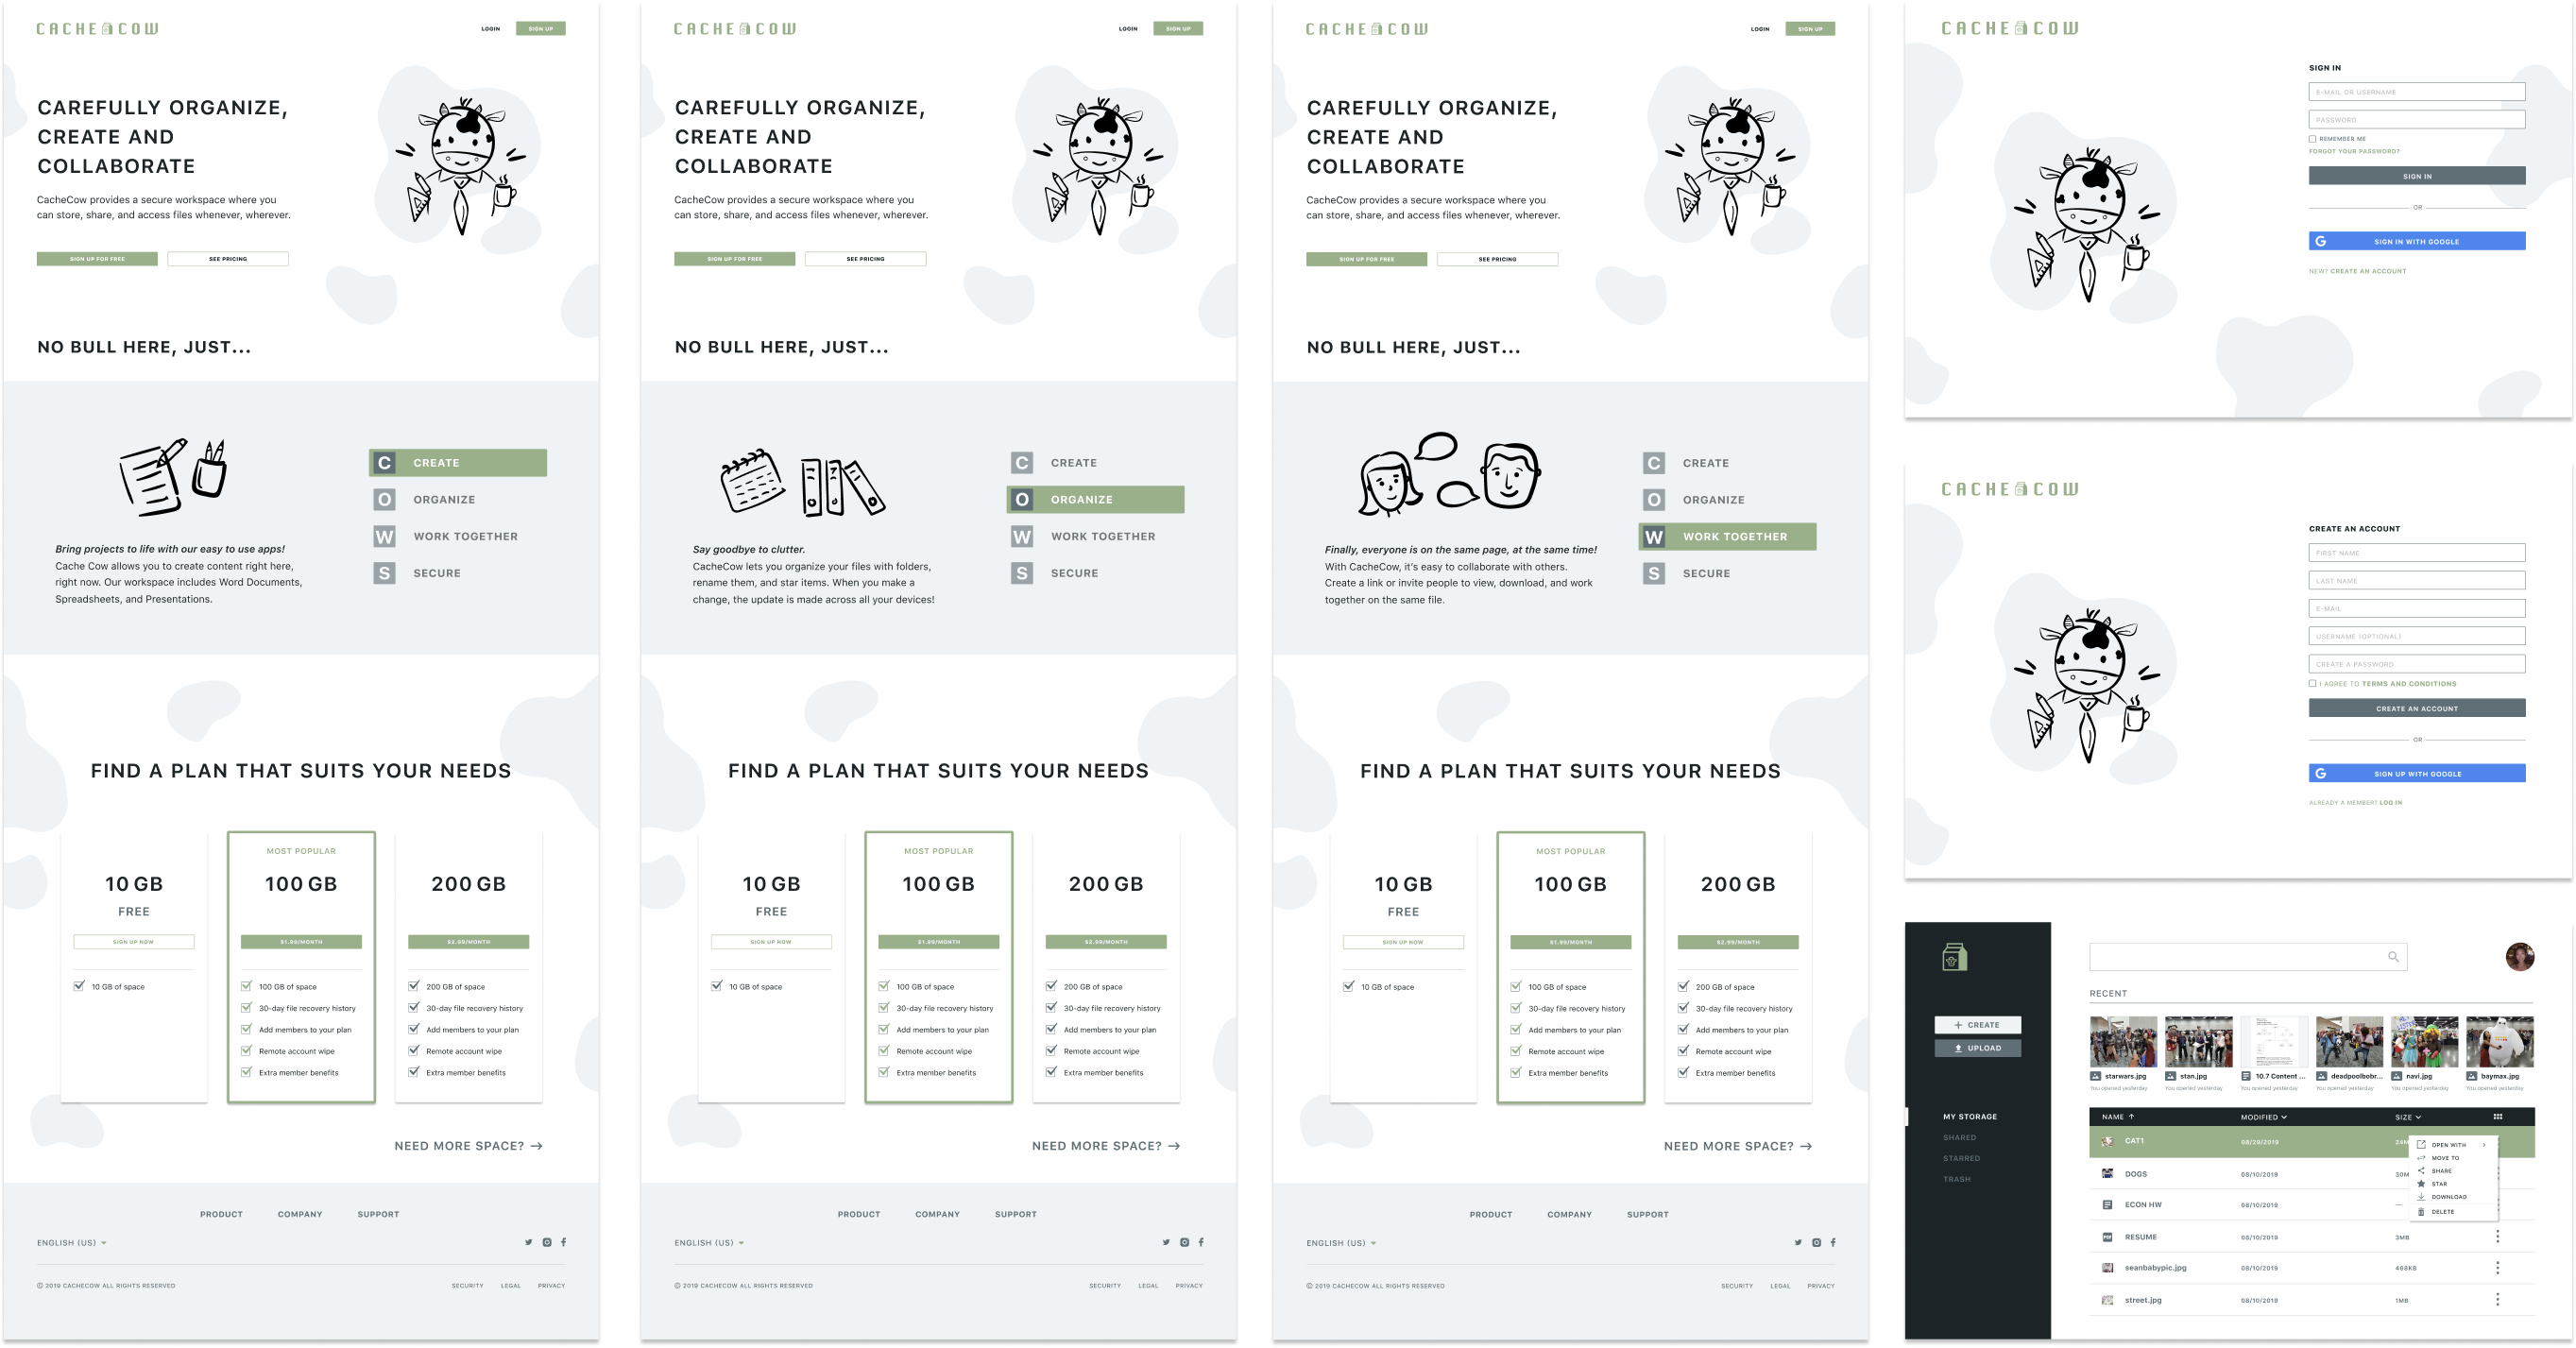 CACHE COW
LOGIN
SIGN UP
CAREFULLY ORGANIZE,
CREATE AND
COLLABORATE
CacheCow provides a secure workspace where you
can store, share, and access files whenever, wherever.
SIGN UP FOR FREE
SEE PRICING
NO BULL HERE, JUST...
C CREATE
O ORGANIZE
W WORK TOGETHER
S SECURE
Bring projects to life with our easy to use apps!
Cache Cow allows you to create content right here,
right now. Our workspace includes Word Documents,
Spreadsheets, and Presentations.
FIND A PLAN THAT SUITS YOUR NEEDS
10 GB
FREE
SIGN UP NOW
10 GB of space
MOST POPULAR
100 GB
$1.99/MONTH
100 GB of space
30-day file recovery history
Add members to your plan
Remote account wipe
Extra member benefits
200 GB
$2.99/MONTH
200 GB of space
30-day file recovery history
Add members to your plan
Remote account wipe
Extra member benefits
NEED MORE SPACE? →
PRODUCT
COMPANY
SUPPORT
ENGLISH (US)
© 2019 CACHECOW ALL RIGHTS RESERVED
SECURITY
LEGAL
PRIVACY
CACHE COW
LOGIN
SIGN UP
CAREFULLY ORGANIZE,
CREATE AND
COLLABORATE
CacheCow provides a secure workspace where you
can store, share, and access files whenever, wherever.
SIGN UP FOR FREE
SEE PRICING
NO BULL HERE, JUST...
C CREATE
O ORGANIZE
W WORK TOGETHER
S SECURE
Say goodbye to clutter.
CacheCow lets you organize your files with folders,
rename them, and star items. When you make a
change, the update is made across all your devices!
FIND A PLAN THAT SUITS YOUR NEEDS
10 GB
FREE
SIGN UP NOW
10 GB of space
MOST POPULAR
100 GB
$1.99/MONTH
100 GB of space
30-day file recovery history
Add members to your plan
Remote account wipe
Extra member benefits
200 GB
$2.99/MONTH
200 GB of space
30-day file recovery history
Add members to your plan
Remote account wipe
Extra member benefits
NEED MORE SPACE? →
PRODUCT
COMPANY
SUPPORT
ENGLISH (US)
© 2019 CACHECOW ALL RIGHTS RESERVED
SECURITY
LEGAL
PRIVACY
CACHE COW
LOGIN
SIGN UP
CAREFULLY ORGANIZE,
CREATE AND
COLLABORATE
CacheCow provides a secure workspace where you
can store, share, and access files whenever, wherever.
SIGN UP FOR FREE
SEE PRICING
NO BULL HERE, JUST...
C CREATE
O ORGANIZE
W WORK TOGETHER
S SECURE
Finally, everyone is on the same page, at the same time!
With CacheCow, it's easy to collaborate with others.
Create a link or invite people to view, download, and work
together on the same file.
FIND A PLAN THAT SUITS YOUR NEEDS
10 GB
FREE
SIGN UP NOW
10 GB of space
MOST POPULAR
100 GB
$1.99/MONTH
100 GB of space
30-day file recovery history
Add members to your plan
Remote account wipe
Extra member benefits
200 GB
$2.99/MONTH
200 GB of space
30-day file recovery history
Add members to your plan
Remote account wipe
Extra member benefits
NEED MORE SPACE? →
PRODUCT
COMPANY
SUPPORT
ENGLISH (US)
© 2019 CACHECOW ALL RIGHTS RESERVED
SECURITY
LEGAL
PRIVACY
CACHE COW
SIGN IN
E-MAIL OR USERNAME
PASSWORD
REMEMBER ME
FORGOT YOUR PASSWORD?
SIGN IN
OR
G SIGN IN WITH GOOGLE
NEW? CREATE AN ACCOUNT
CACHE COW
CREATE AN ACCOUNT
FIRST NAME
LAST NAME
E-MAIL
USERNAME (OPTIONAL)
CREATE A PASSWORD
I AGREE TO TERMS AND CONDITIONS
CREATE AN ACCOUNT
OR
G SIGN UP WITH GOOGLE
ALREADY A MEMBER? LOG IN
+ CREATE
UPLOAD
MY STORAGE
SHARED
STARRED
TRASH
RECENT
starwars.jpg
You opened yesterday
stan.jpg
You opened yesterday
10.7 Content ...
You opened yesterday
deadpoolbobr...
You opened yesterday
navi.jpg
You opened yesterday
baymax.jpg
You opened yesterday
NAME
MODIFIED
SIZE
CAT1 08/29/2019 24M
DOGS 08/10/2019 30M
ECON HW 08/10/2019 —
RESUME 08/10/2019 3MB
seanbabypic.jpg 08/10/2019 468KB
street.jpg 08/10/2019 1MB
OPEN WITH
MOVE TO
SHARE
STAR
DOWNLOAD
DELETE